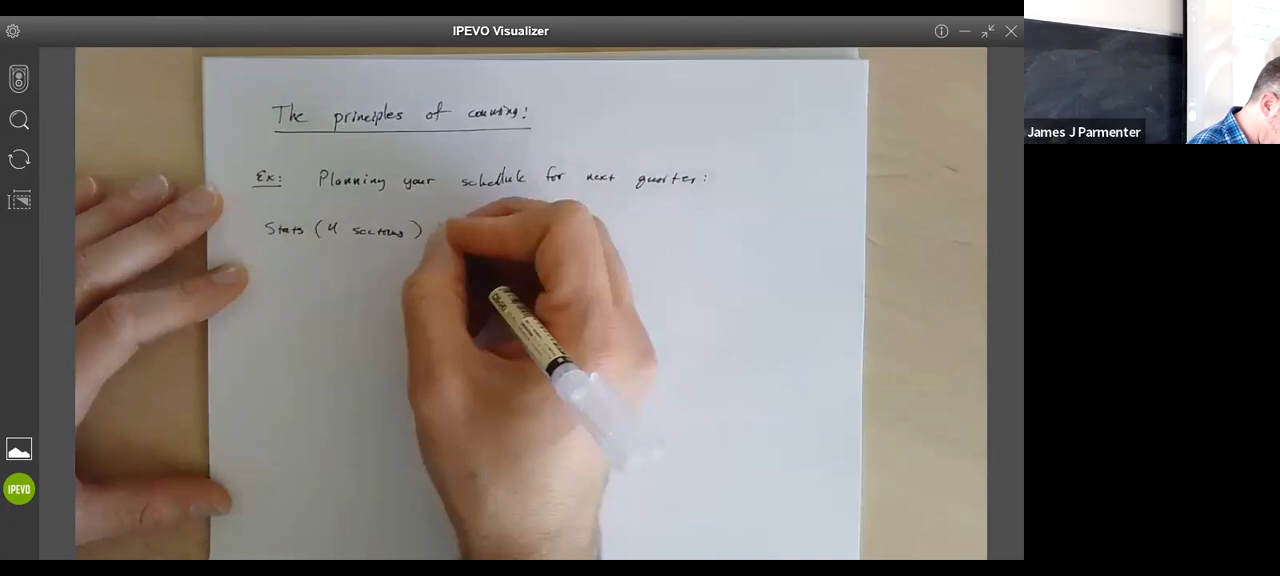 IPEVO Visualizer
The principles of counting:
Ex: Planning your schedule for next quarter:
Stats (4 sections)
James J Parmenter
IPEVO